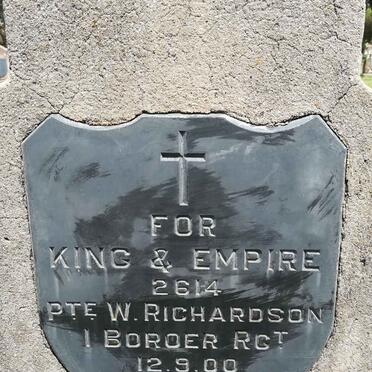 FOR
KING & EMPIRE
2614
PTE W. RICHARDSON
1 BORDER RGT
12.9.00